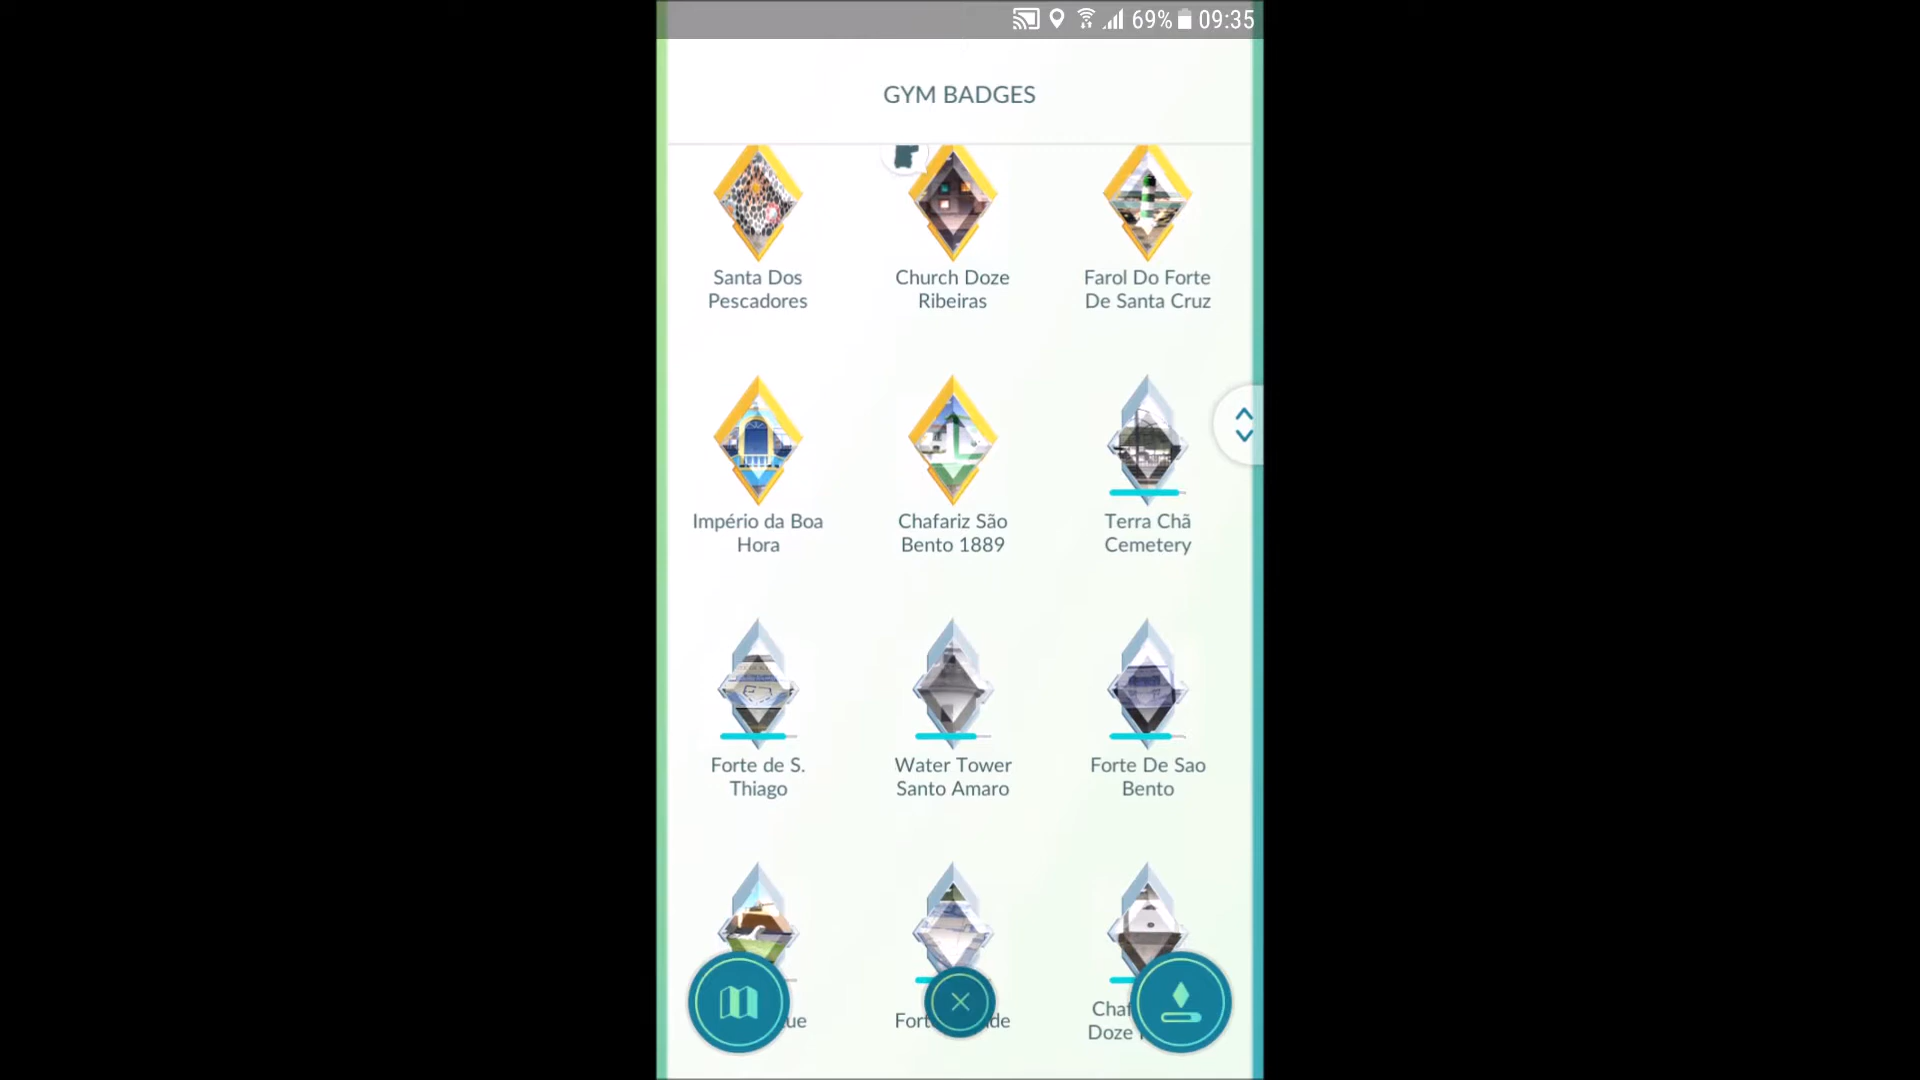 69% 09:35
GYM BADGES
Santa Dos
Pescadores
Church Doze
Ribeiras
Farol Do Forte
De Santa Cruz
Império da Boa
Hora
Chafariz São
Bento 1889
Terra Chã
Cemetery
Forte de S.
Thiago
Water Tower
Santo Amaro
Forte De Sao
Bento
Doze